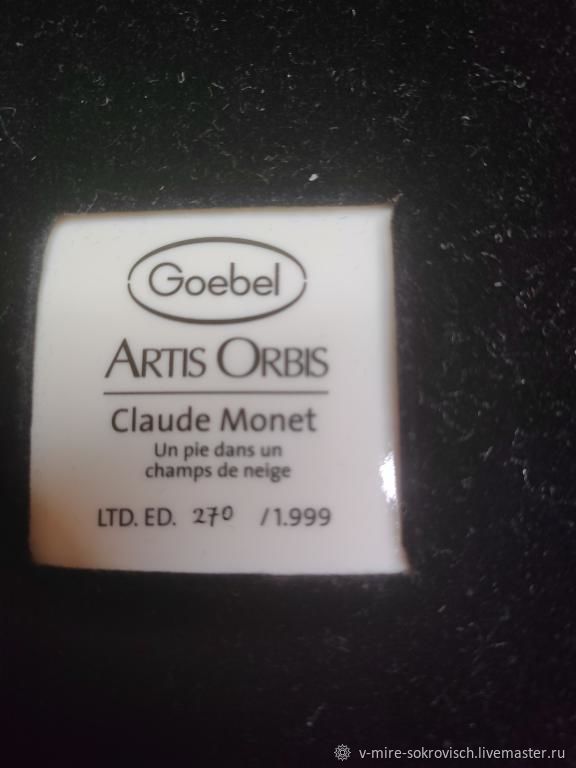 Goebel
ARTIS ORBIS
Claude Monet
Un pie dans un
champs de neige
LTD. ED. 270 /1.999
v-mire-sokrovisch.livemaster.ru